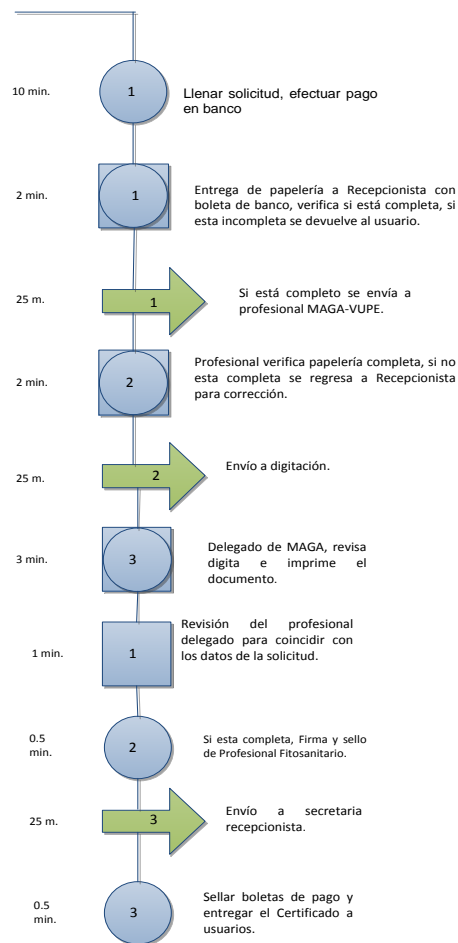 10 min.
1
Llenar solicitud, efectuar pago
en banco
2 min.
1
Entrega de papelería a Recepcionista con
boleta de banco, verifica si está completa, si
esta incompleta se devuelve al usuario.
25 m.
1
Si está completo se envía a
profesional MAGA-VUPE.
2 min.
2
Profesional verifica papelería completa, si no
esta completa se regresa a Recepcionista
para corrección.
25 m.
2
Envío a digitación.
3 min.
3
Delegado de MAGA, revisa
digita e imprime el
documento.
1 min.
1
Revisión del profesional
delegado para coincidir con
los datos de la solicitud.
0.5
min.
2
Si esta completa, Firma y sello
de Profesional Fitosanitario.
25 m.
3
Envío a secretaria
recepcionista.
0.5
min.
3
Sellar boletas de pago y
entregar el Certificado a
usuarios.